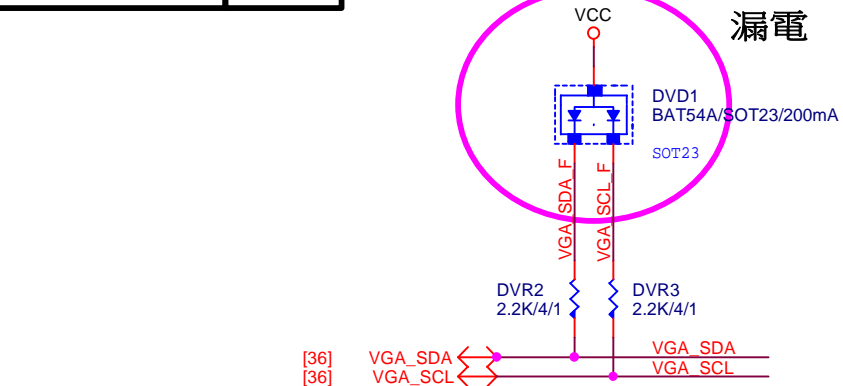 VCC
漏電
DVD1
BAT54A/SOT23/200mA
SOT23
VGA_SDA_F
VGA_SCL_F
DVR2
2.2K/4/1
DVR3
2.2K/4/1
[36] VGA_SDA VGA_SDA
[36] VGA_SCL VGA_SCL